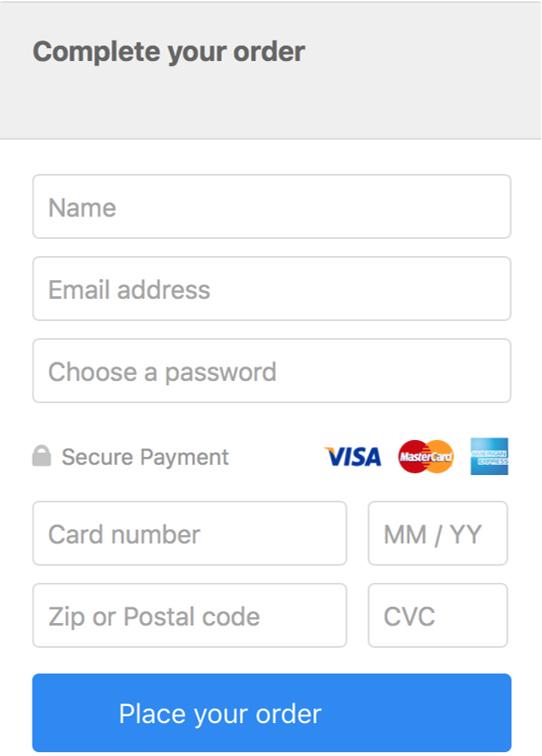 Complete your order
Name
Email address
Choose a password
Secure Payment VISA MasterCard AMERICAN EXPRESS
Card number MM / YY
Zip or Postal code CVC
Place your order